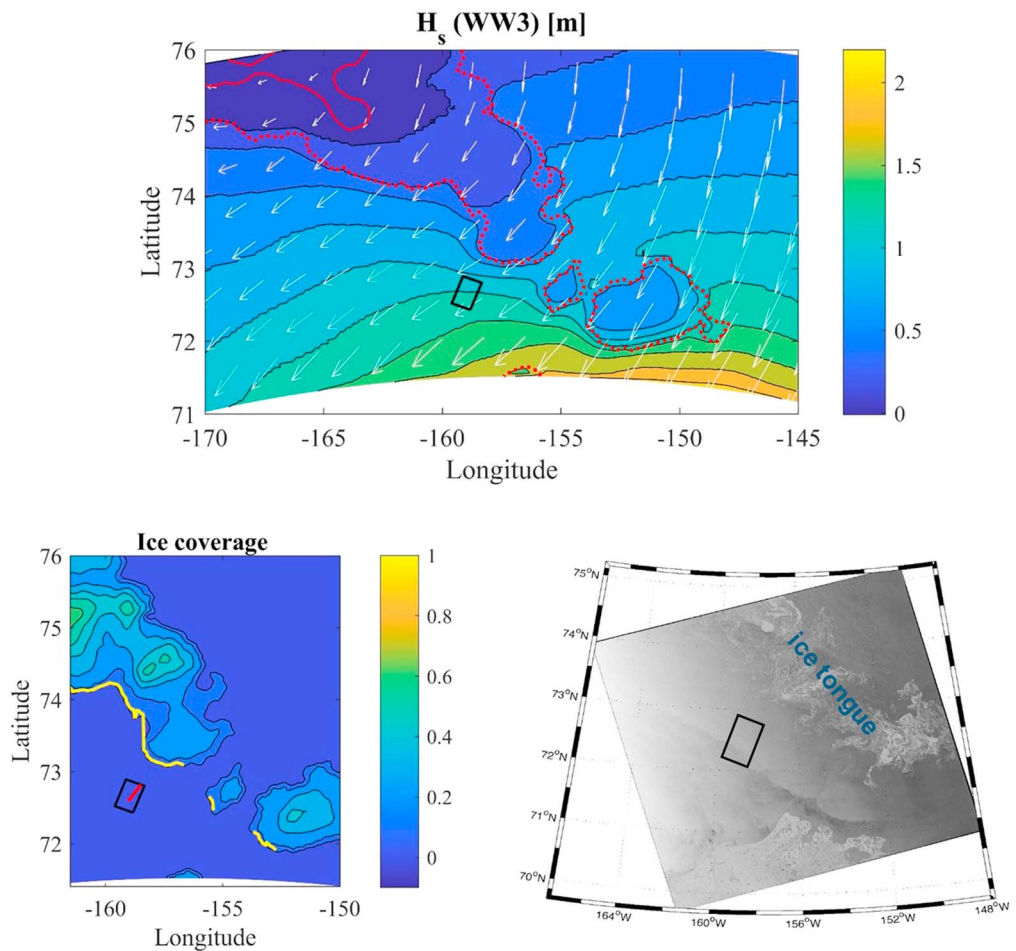 H_s (WW3) [m]
76
75
74
73
72
71
Latitude
-170
-165
-160
-155
-150
-145
Longitude
2
1.5
1
0.5
0
Ice coverage
76
75
74
73
72
Latitude
-160
-155
-150
Longitude
1
0.8
0.6
0.4
0.2
0
75°N
74°N
73°N
72°N
71°N
70°N
164°W
160°W
156°W
152°W
148°W
ice tongue